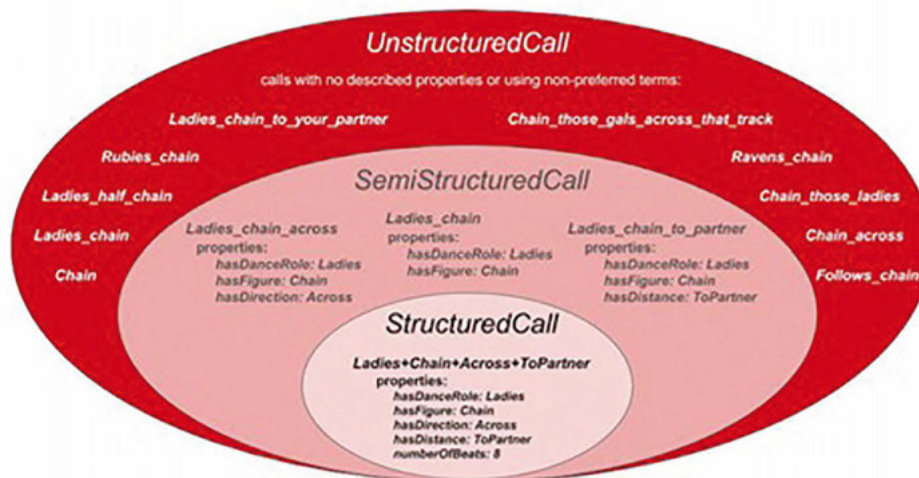 UnstructuredCall
calls with no described properties or using non-preferred terms:
Ladies_chain_to_your_partner
Chain_those_gals_across_that_track
Rubies_chain
Ravens_chain
Ladies_half_chain
Chain_those_ladies
Ladies_chain
Chain_across
Chain
Follows_chain
SemiStructuredCall
Ladies_chain_across
properties:
hasDanceRole: Ladies
hasFigure: Chain
hasDirection: Across
Ladies_chain
properties:
hasDanceRole: Ladies
hasFigure: Chain
Ladies_chain_to_partner
properties:
hasDanceRole: Ladies
hasFigure: Chain
hasDistance: ToPartner
StructuredCall
Ladies+Chain+Across+ToPartner
properties:
hasDanceRole: Ladies
hasFigure: Chain
hasDirection: Across
hasDistance: ToPartner
numberOfBeats: 8